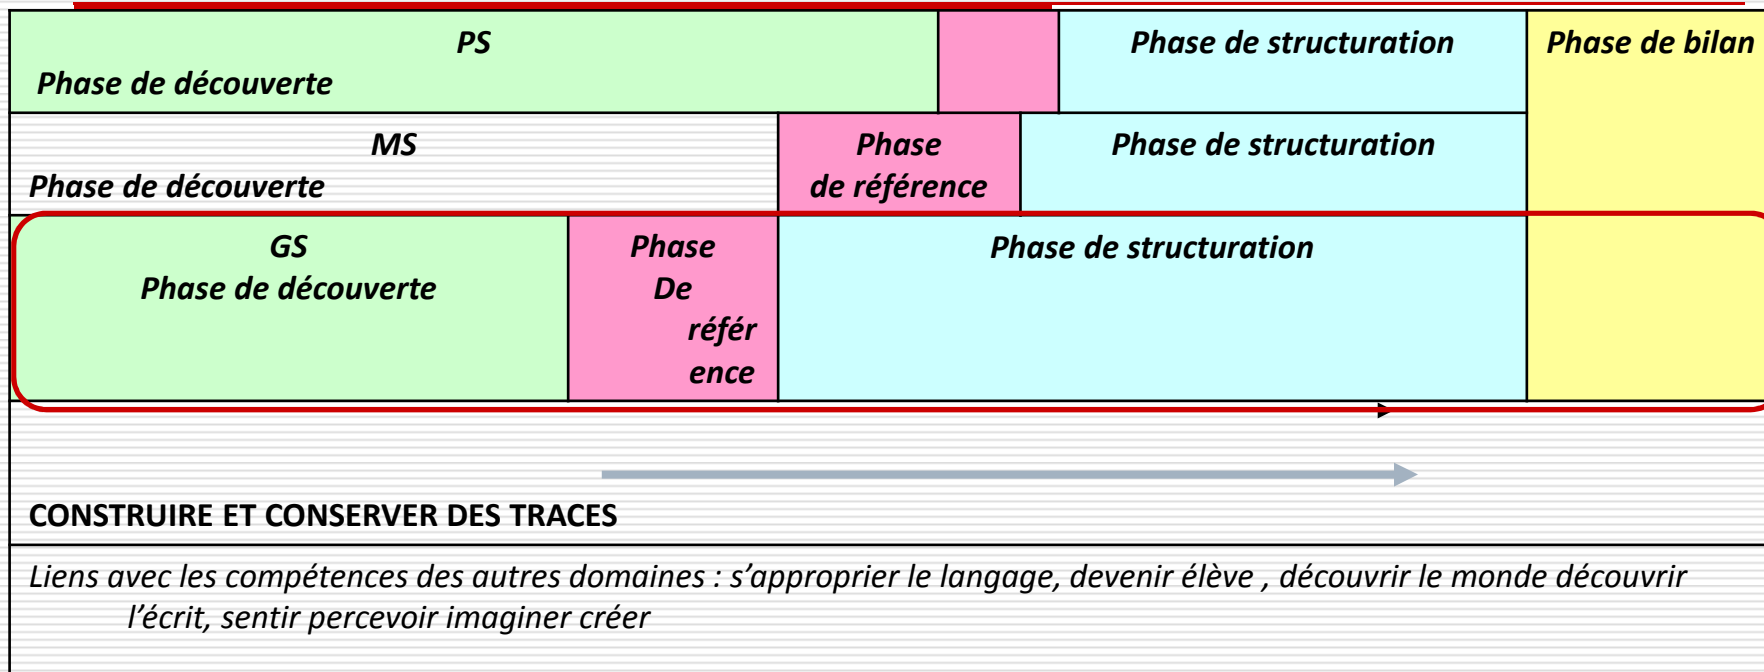 PS
Phase de découverte
Phase de structuration
Phase de bilan
MS
Phase de découverte
Phase
de référence
Phase de structuration
GS
Phase de découverte
Phase
De
référ
ence
Phase de structuration
CONSTRUIRE ET CONSERVER DES TRACES
Liens avec les compétences des autres domaines : s’approprier le langage, devenir élève , découvrir le monde découvrir
l’écrit, sentir percevoir imaginer créer